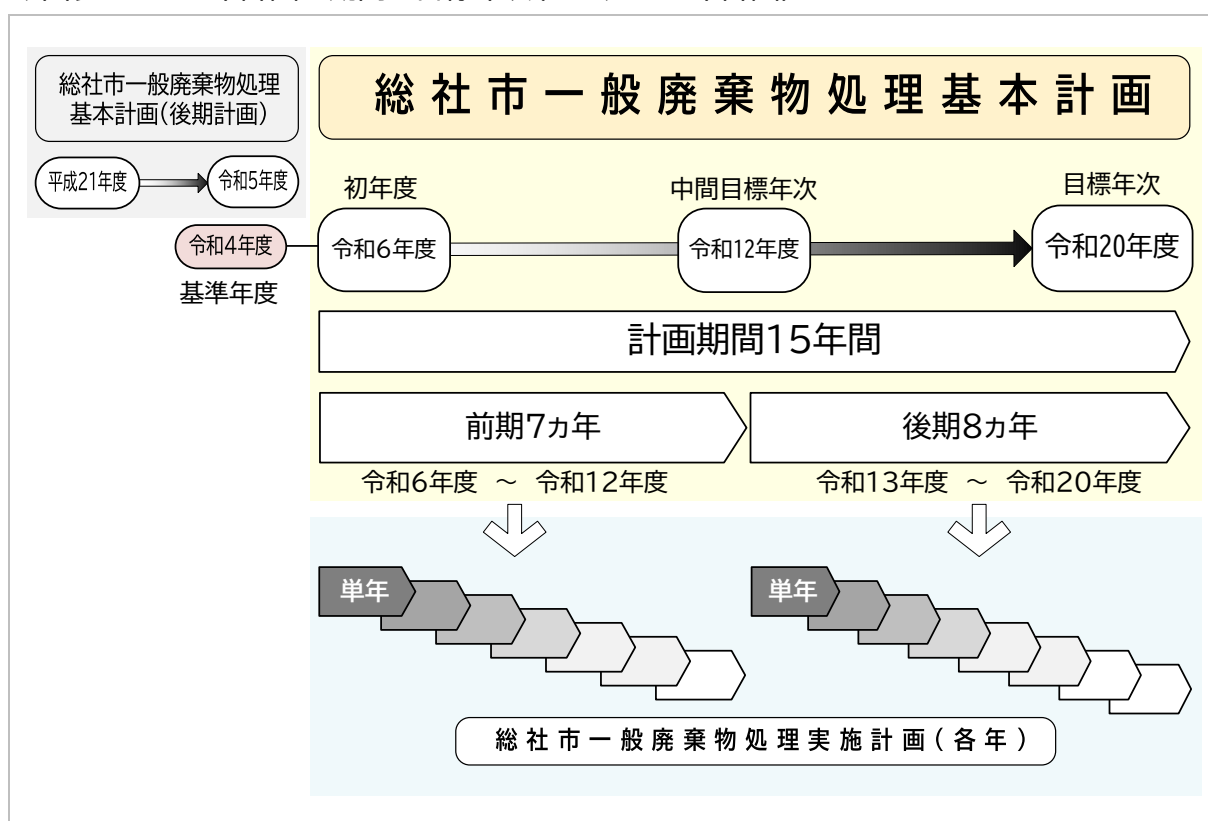 総社市一般廃棄物処理
基本計画(後期計画)
平成21年度
令和5年度
総社市一般廃棄物処理基本計画
初年度
中間目標年次
目標年次
令和4年度
令和6年度
令和12年度
令和20年度
基準年度
計画期間15年間
前期7ヵ年
後期8ヵ年
令和6年度 ~ 令和12年度
令和13年度 ~ 令和20年度
単年
単年
総社市一般廃棄物処理実施計画(各年)